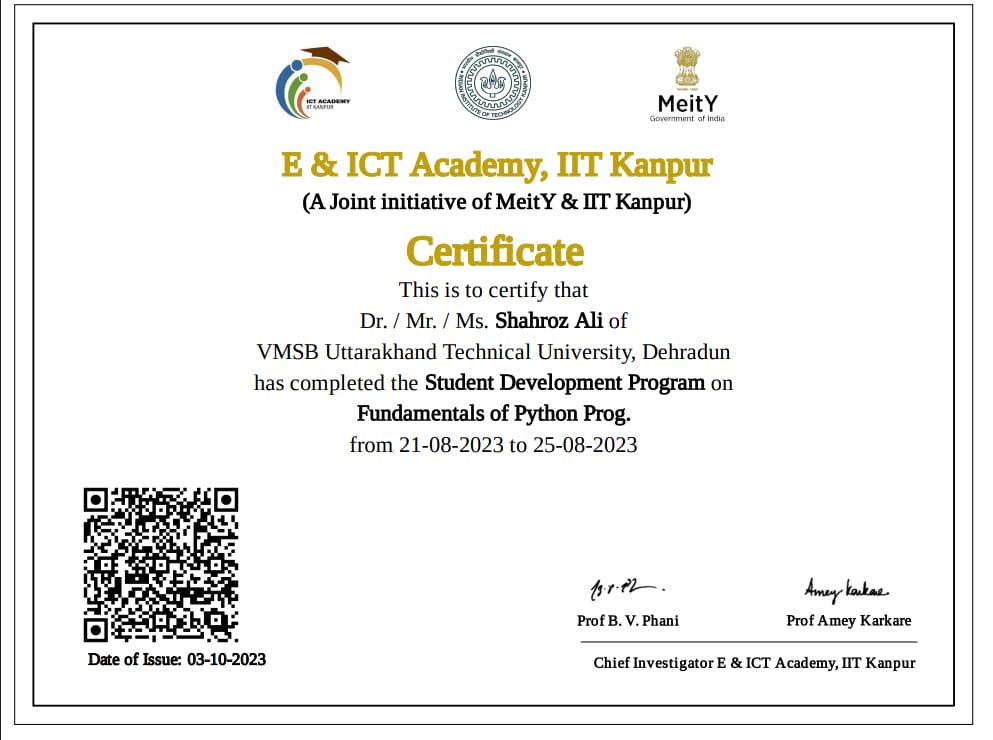 ICT ACADEMY
IIT KANPUR
INDIAN INSTITUTE OF TECHNOLOGY KANPUR
MeitY
Government of India
E & ICT Academy, IIT Kanpur
(A Joint initiative of MeitY & IIT Kanpur)
Certificate
This is to certify that
Dr. / Mr. / Ms. Shahroz Ali of
VMSB Uttarakhand Technical University, Dehradun
has completed the Student Development Program on
Fundamentals of Python Prog.
from 21-08-2023 to 25-08-2023
Amey Karkare
Prof B. V. Phani
Prof Amey Karkare
Date of Issue: 03-10-2023
Chief Investigator E & ICT Academy, IIT Kanpur